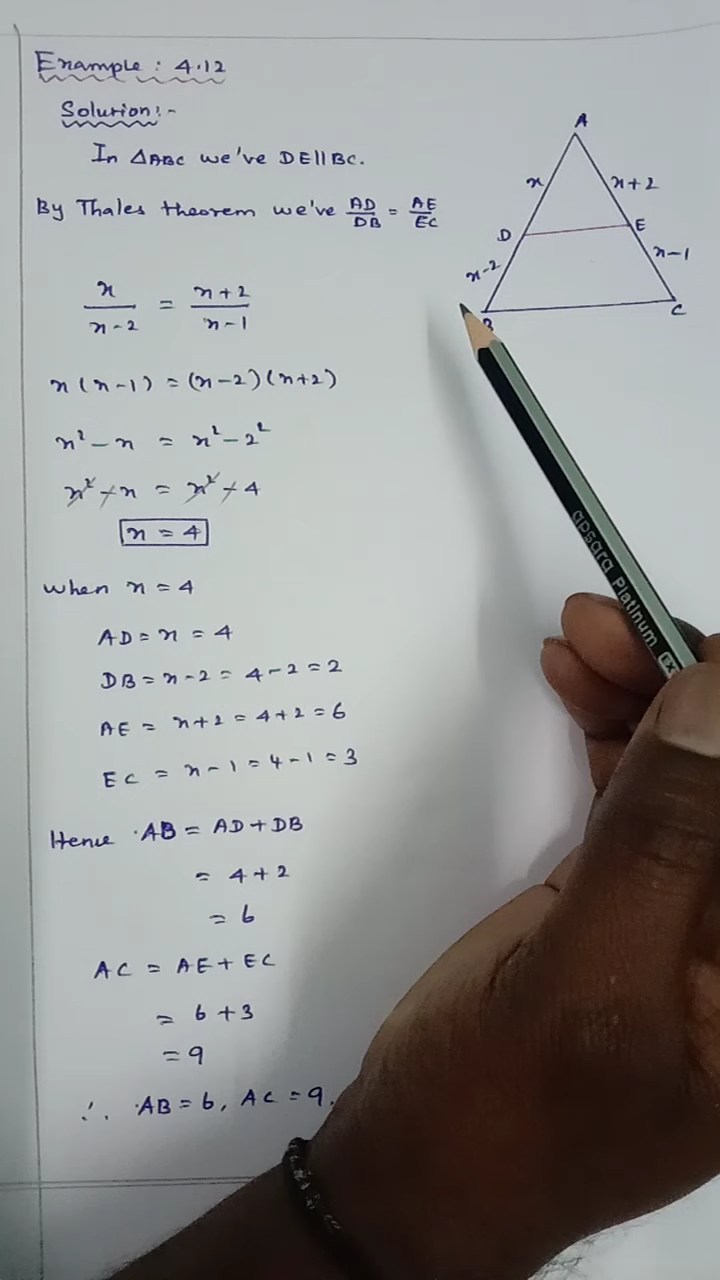 Example : 4.12
Solution:-
In △ABC we've DE||BC.
By Thales theorem we've AD/DB = AE/EC
x/x-2 = x+2/x-1
x(x-1) = (x-2)(x+2)
x² - x = x² - 2²
x² - x = x² - 4
x = 4
When x = 4
AD = x = 4
DB = x-2 = 4-2 = 2
AE = x+2 = 4+2 = 6
EC = x-1 = 4-1 = 3
Hence AB = AD + DB
= 4+2
= 6
AC = AE + EC
= 6+3
= 9
∴ AB = 6, AC = 9.
A
x
x+2
D
E
x-2
x-1
B
C
apsara Platinum